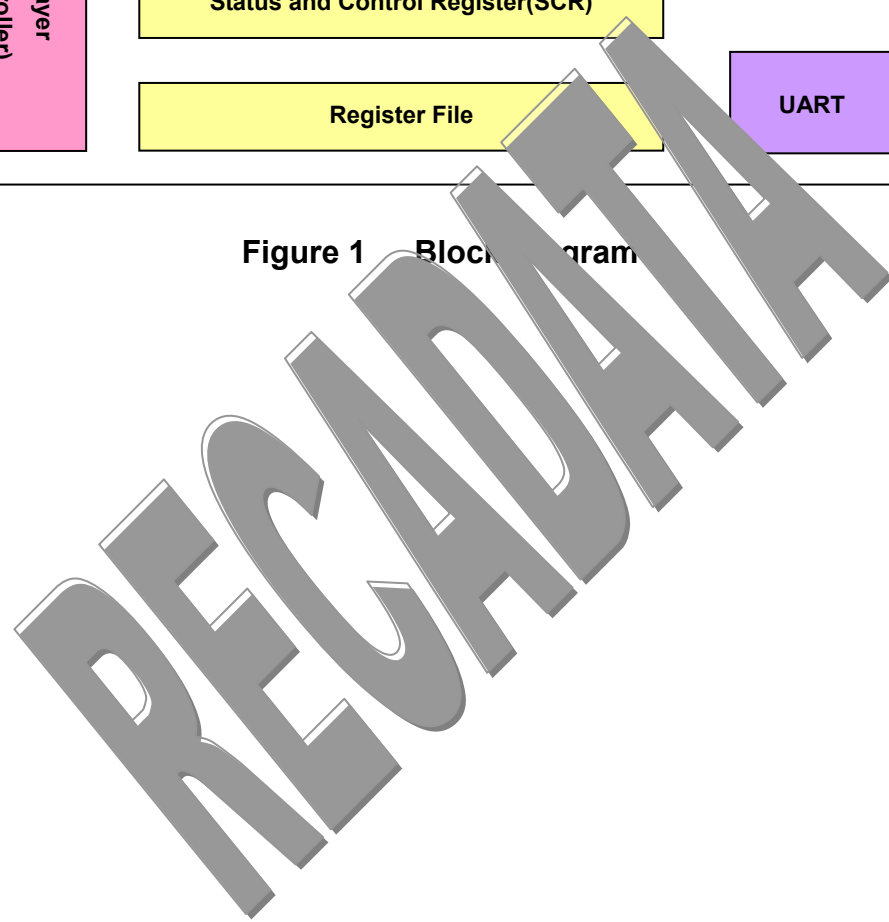 Status and Control Register(SCR)
Register File
UART
Figure 1
RECADATA